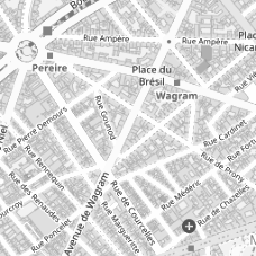 Rue Ampère
Rue Ampère
Plac
Nicar
Pereire
Place du
Brésil
Wagram
Rue Gounod
Rue Pierre Demours
Rue Cardinet
Rue Rennequin
Rue de Prony
Rue des Renaudes
Rue Médéric
Rue de Chazelles
Rue de Courcelles
Rue Margueritte
Avenue de Wagram
Rue Poncelet